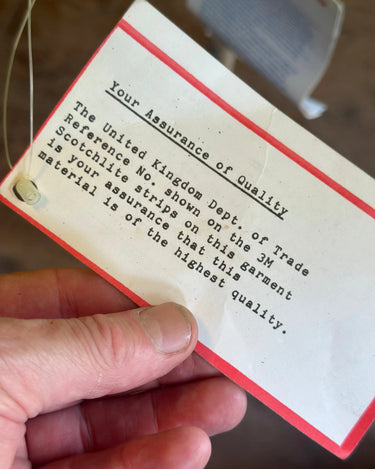 Your Assurance of Quality
The United Kingdom Dept. of Trade
Reference No. shown on the 3M
Scotchlite strips on this garment
is your assurance that this
material is of the highest quality.